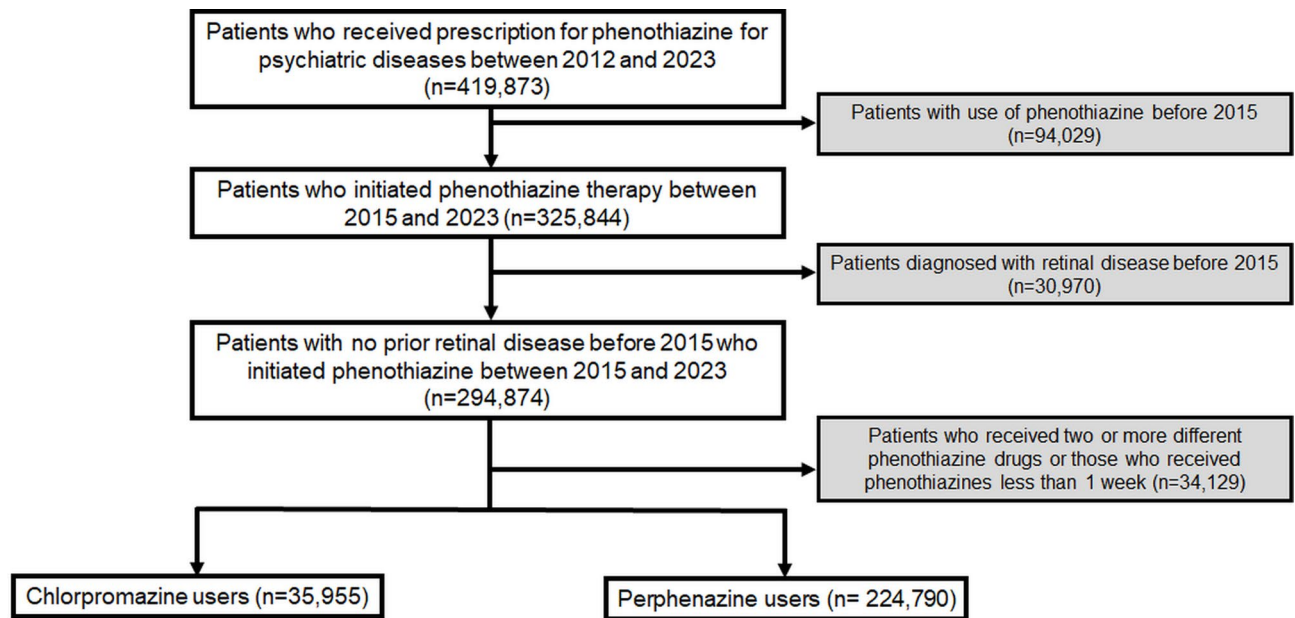 Patients who received prescription for phenothiazine for
psychiatric diseases between 2012 and 2023
(n=419,873)
Patients with use of phenothiazine before 2015
(n=94,029)
Patients who initiated phenothiazine therapy between
2015 and 2023 (n=325,844)
Patients diagnosed with retinal disease before 2015
(n=30,970)
Patients with no prior retinal disease before 2015 who
initiated phenothiazine between 2015 and 2023
(n=294,874)
Patients who received two or more different
phenothiazine drugs or those who received
phenothiazines less than 1 week (n=34,129)
Chlorpromazine users (n=35,955)
Perphenazine users (n= 224,790)